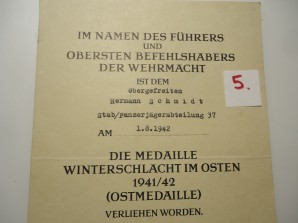 IM NAMEN DES FÜHRERS
UND
OBERSTEN BEFEHLSHABERS
DER WEHRMACHT
IST DEM
Obergefreiten
Hermann Schmidt
Stab/Panzerjägerabteilung 37
AM 1.8.1942
DIE MEDAILLE
WINTERSCHLACHT IM OSTEN
1941/42
(OSTMEDAILLE)
VERLIEHEN WORDEN.
5.